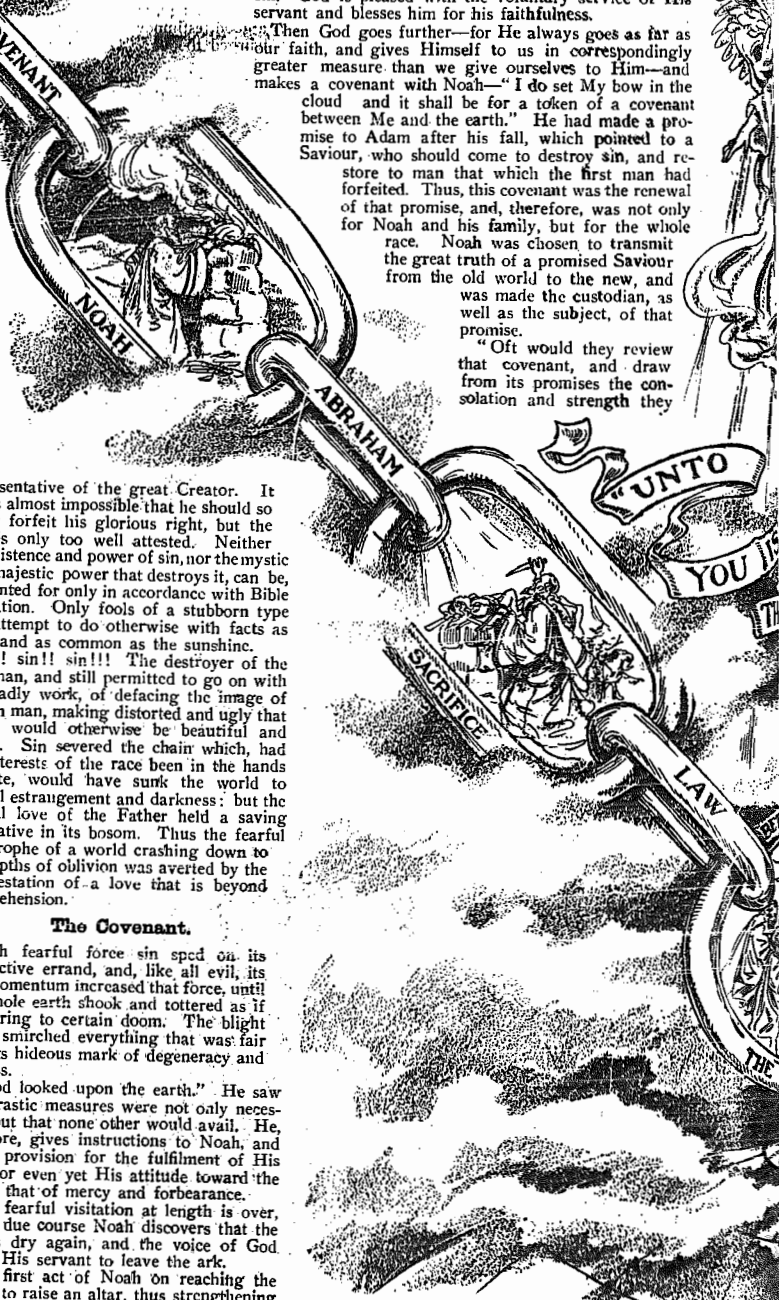 servant and blesses him for his faithfulness.
"Then God goes further—for He always goes as far as
our faith, and gives Himself to us in correspondingly
greater measure than we give ourselves to Him—and
makes a covenant with Noah—" I do set My bow in the
cloud and it shall be for a token of a covenant
between Me and the earth." He had made a pro-
mise to Adam after his fall, which pointed to a
Saviour, who should come to destroy sin, and re-
store to man that which the first man had
forfeited. Thus, this covenant was the renewal
of that promise, and, therefore, was not only
for Noah and his family, but for the whole
race. Noah was chosen to transmit
the great truth of a promised Saviour
from the old world to the new, and
was made the custodian, as
well as the subject, of that
promise.
"Oft would they review
that covenant, and draw
from its promises the con-
solation and strength they
VENANT
NOAH
ABRAHAM
SACRIFICE
LAW
THE
"UNTO
YOU IS
sentative of the great Creator. It
almost impossible that he should so
forfeit his glorious right, but the
s only too well attested. Neither
istence and power of sin, nor the mystic
majestic power that destroys it, can be,
nted for only in accordance with Bible
tion. Only fools of a stubborn type
attempt to do otherwise with facts as
and as common as the sunshine.
! sin!! sin!!! The destroyer of the
man, and still permitted to go on with
adly work, of defacing the image of
n man, making distorted and ugly that
would otherwise be beautiful and
. Sin severed the chain which, had
terests of the race been in the hands
te, would have sunk the world to
l estrangement and darkness; but the
l love of the Father held a saving
ative in its bosom. Thus the fearful
rophe of a world crashing down to
pths of oblivion was averted by the
estation of a love that is beyond
ehension.
The Covenant.
h fearful force sin sped on its
ctive errand, and, like all evil, its
omentum increased that force, until
hole earth shook and tottered as if
ring to certain doom. The blight
smirched everything that was fair
s hideous mark of degeneracy and
s.
d looked upon the earth." He saw
rastic measures were not only neces-
ut that none other would avail. He,
ore, gives instructions to Noah, and
provision for the fulfilment of His
or even yet His attitude toward the
that of mercy and forbearance.
fearful visitation at length is over,
due course Noah discovers that the
dry again, and the voice of God
His servant to leave the ark.
first act of Noah on reaching the
to raise an altar, thus strengthening